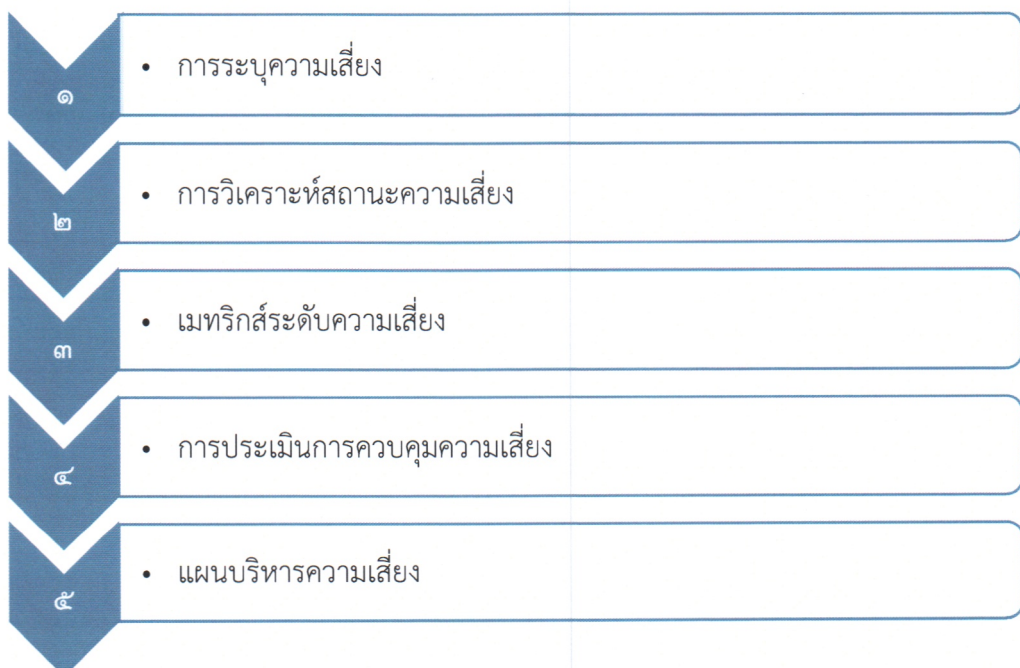 ๑
• การระบุความเสี่ยง
๒
• การวิเคราะห์สถานะความเสี่ยง
๓
• เมทริกส์ระดับความเสี่ยง
๔
• การประเมินการควบคุมความเสี่ยง
๕
• แผนบริหารความเสี่ยง